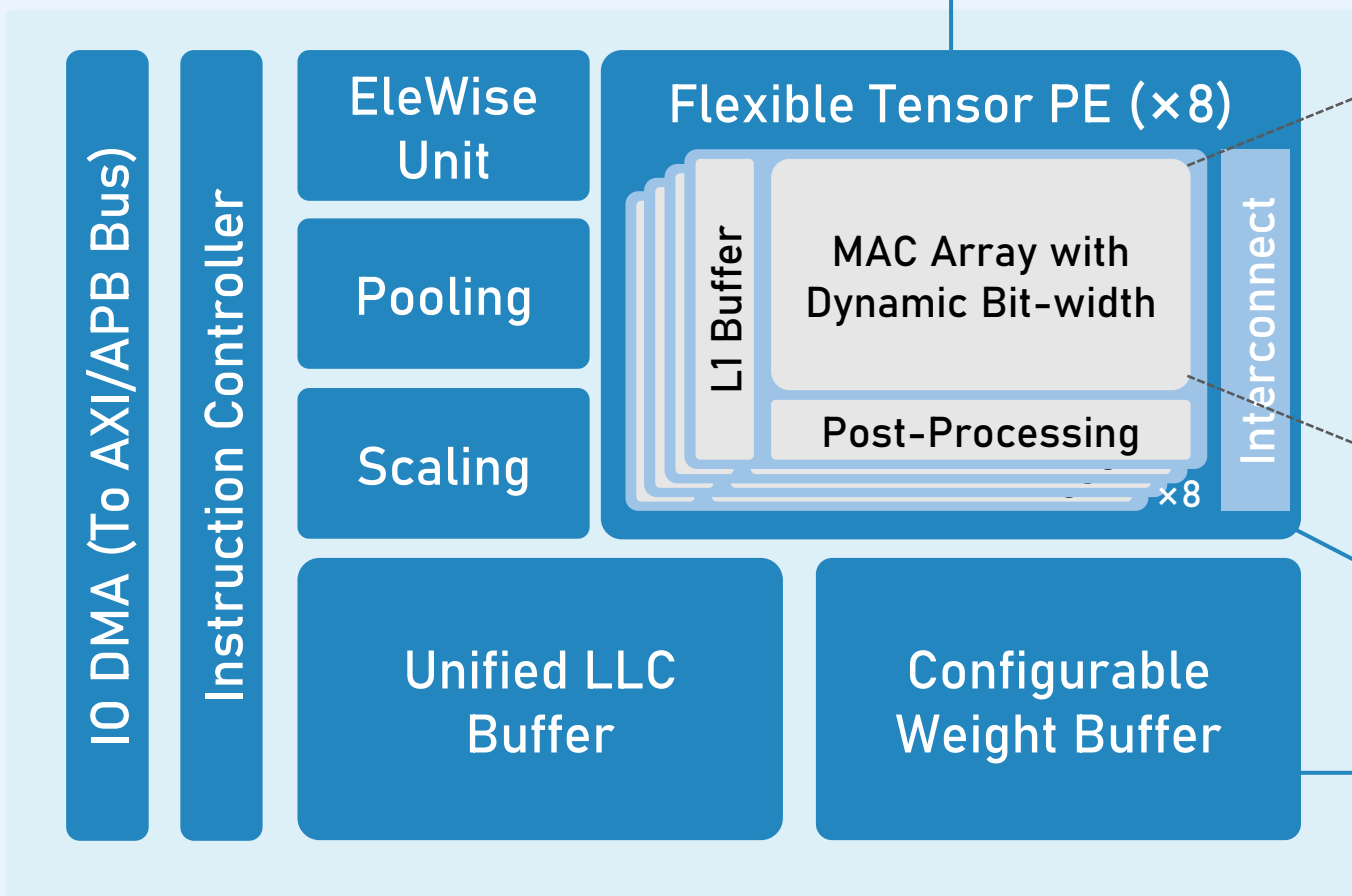 IO DMA (To AXI/APB Bus)
Instruction Controller
EleWise
Unit
Pooling
Scaling
Flexible Tensor PE (×8)
L1 Buffer
MAC Array with
Dynamic Bit-width
Post-Processing
×8
Interconnect
Unified LLC
Buffer
Configurable
Weight Buffer